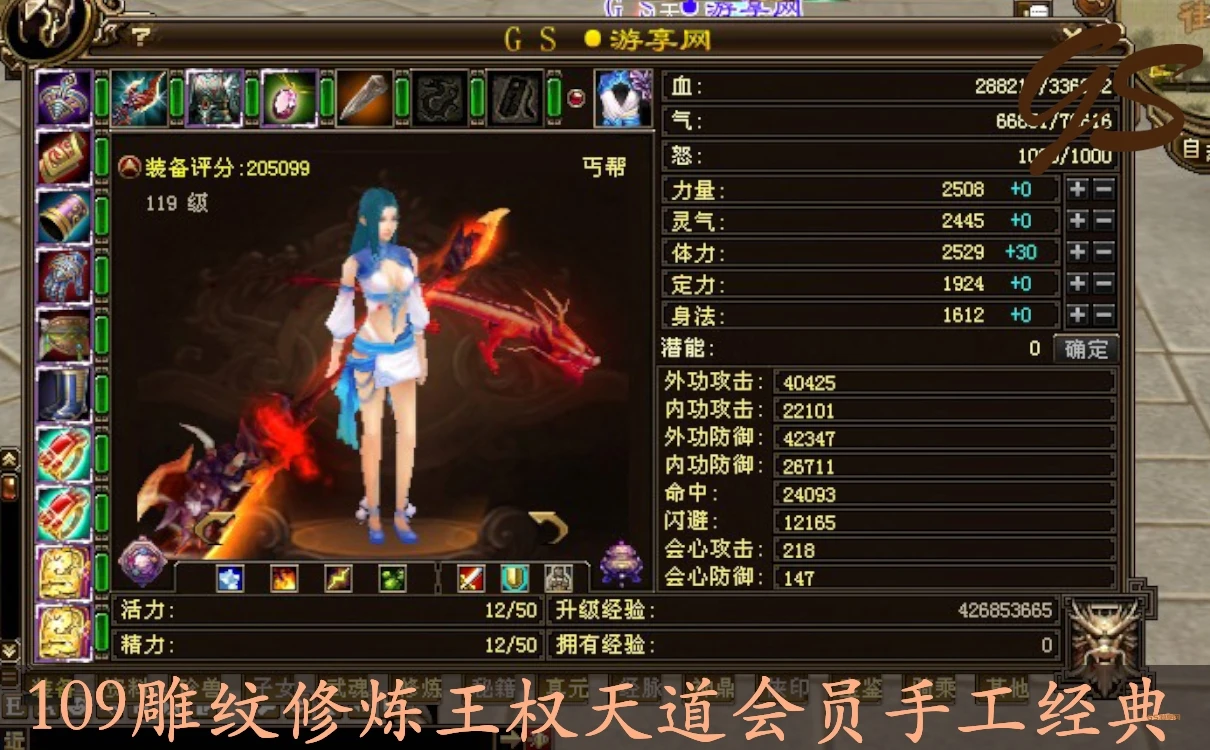 GS●游享网
装备评分:205099
丐帮
119 级
血:
气:
怒:
力量: 2508 +0
灵气: 2445 +0
体力: 2529 +30
定力: 1924 +0
身法: 1612 +0
潜能: 0 确定
外功攻击: 40425
内功攻击: 22101
外功防御: 42347
内功防御: 26711
命中: 24093
闪避: 12165
会心攻击: 218
会心防御: 147
活力: 12/50 升级经验: 426853665
精力: 12/50 拥有经验: 0
109雕纹修炼王权天道会员手工经典